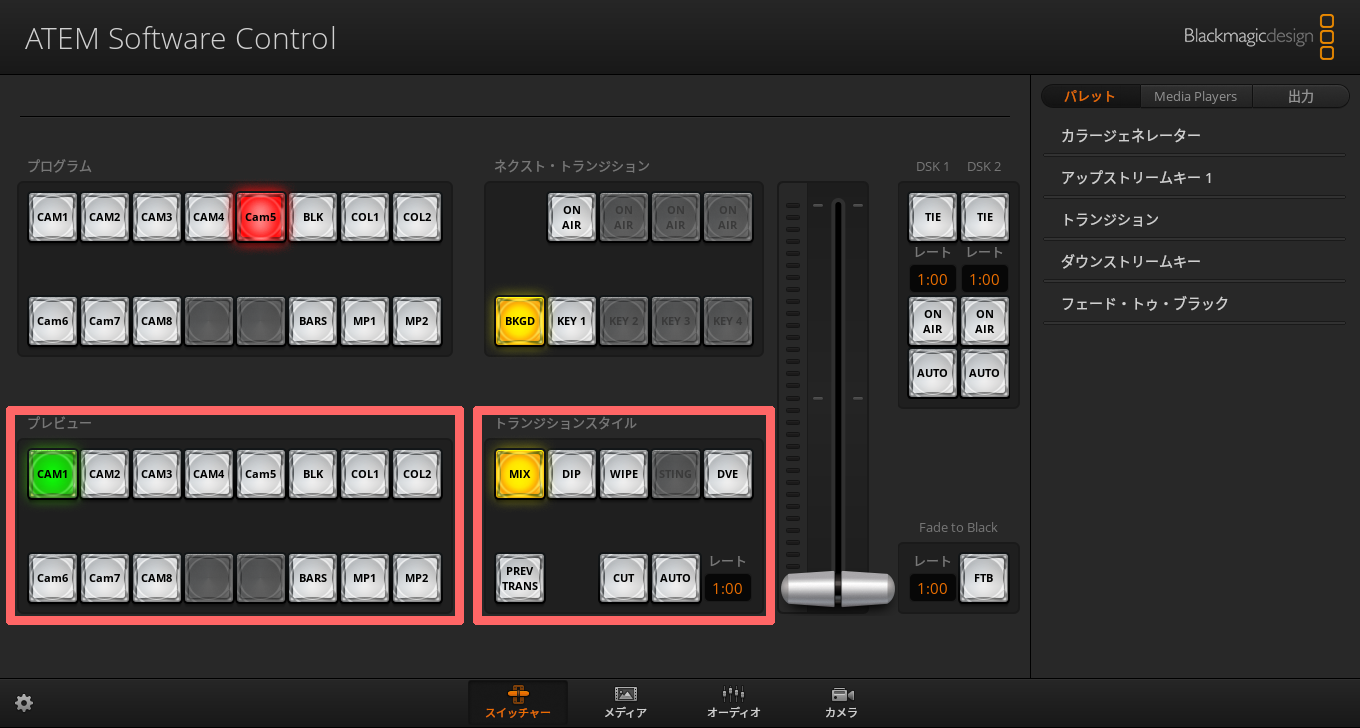 ATEM Software Control
Blackmagicdesign
パレット Media Players 出力
カラージェネレーター
アップストリームキー 1
トランジション
ダウンストリームキー
フェード・トゥ・ブラック
プログラム
CAM1 CAM2 CAM3 CAM4 Cam5 BLK COL1 COL2
Cam6 Cam7 CAM8 BARS MP1 MP2
ネクスト・トランジション
ON AIR ON AIR ON AIR ON AIR
BKGD KEY 1 KEY 2 KEY 3 KEY 4
DSK 1 DSK 2
TIE TIE
レート レート
1:00 1:00
ON AIR ON AIR
AUTO AUTO
プレビュー
CAM1 CAM2 CAM3 CAM4 Cam5 BLK COL1 COL2
Cam6 Cam7 CAM8 BARS MP1 MP2
トランジションスタイル
MIX DIP WIPE STING DVE
PREV TRANS CUT AUTO レート 1:00
Fade to Black
レート
1:00 FTB
スイッチャー メディア オーディオ カメラ